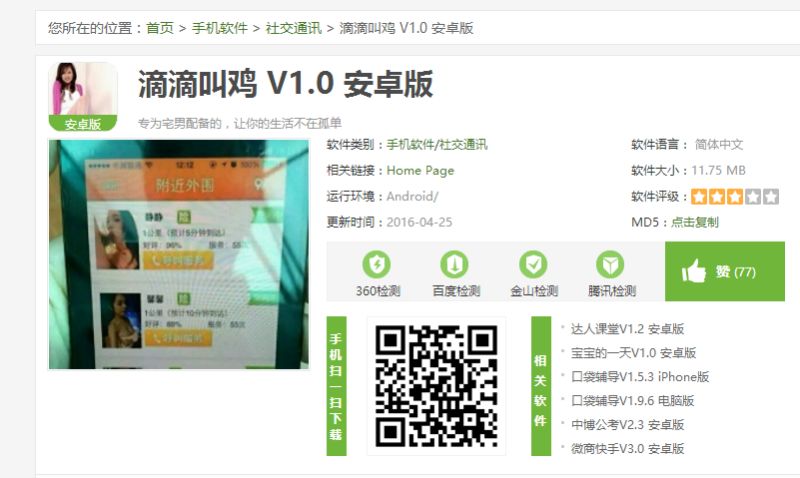 您所在的位置：首页 > 手机软件 > 社交通讯 > 滴滴叫鸡 V1.0 安卓版
滴滴叫鸡 V1.0 安卓版
安卓版
专为宅男配备的，让你的生活不在孤单
12:12
100%
附近外围
静静
1公里（预计5分钟到达）
好评：96%
服务：55次
呼叫服务
馨馨
1公里（预计10分钟到达）
好评：88%
服务：55次
呼叫服务
软件类别：手机软件/社交通讯
软件语言：简体中文
相关链接：Home Page
软件大小：11.75 MB
运行环境：Android/
软件评级：
更新时间：2016-04-25
MD5：点击复制
360检测
百度检测
金山检测
腾讯检测
赞 (77)
手机扫一扫下载
相关软件
达人课堂V1.2 安卓版
宝宝的一天V1.0 安卓版
口袋辅导V1.5.3 iPhone版
口袋辅导V1.9.6 电脑版
中博公考V2.3 安卓版
微商快手V3.0 安卓版